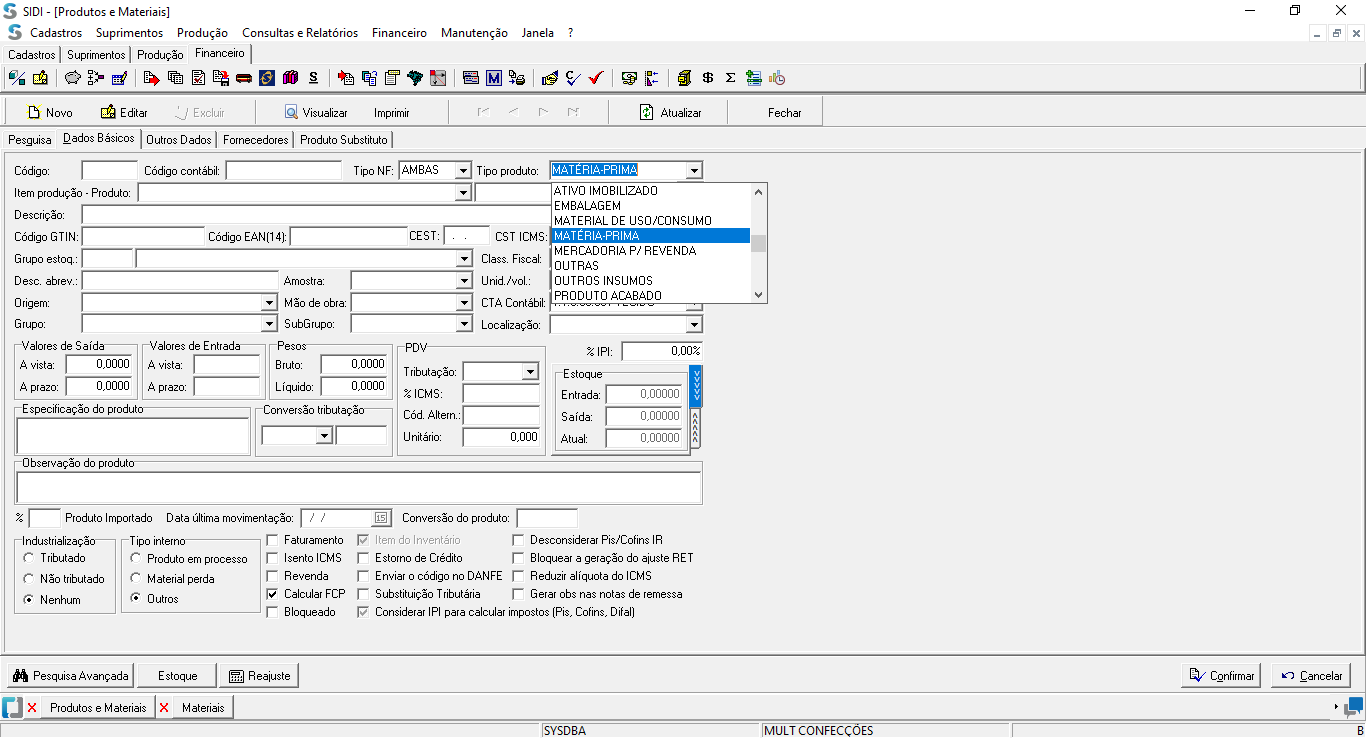 SIDI - [Produtos e Materiais]
Cadastros Suprimentos Produção Consultas e Relatórios Financeiro Manutenção Janela ?
Cadastros Suprimentos Produção Financeiro
Novo Editar Excluir Visualizar Imprimir Atualizar Fechar
Pesquisa Dados Básicos Outros Dados Fornecedores Produto Substituto
Código: Código contábil: Tipo NF: AMBAS Tipo produto: MATÉRIA-PRIMA
Item produção - Produto:
ATIVO IMOBILIZADO
EMBALAGEM
MATERIAL DE USO/CONSUMO
MATÉRIA-PRIMA
MERCADORIA P/ REVENDA
OUTRAS
OUTROS INSUMOS
PRODUTO ACABADO
Descrição:
Código GTIN: Código EAN(14): CEST: . . CST ICMS:
Grupo estoq.: Class. Fiscal:
Desc. abrev.: Amostra: Unid./vol.:
Origem: Mão de obra: CTA Contábil:
Grupo: SubGrupo: Localização:
Valores de Saída Valores de Entrada Pesos PDV % IPI: 0,00%
A vista: 0,0000 A vista: Bruto: 0,0000 Tributação: Estoque
A prazo: 0,0000 A prazo: Líquido: 0,0000 % ICMS: Entrada: 0,00000
Especificação do produto Conversão tributação Cód. Altern.: Saída: 0,00000
Unitário: 0,000 Atual: 0,00000
Observação do produto
% Produto Importado Data última movimentação: / / 15 Conversão do produto:
Industrialização Tipo interno Faturamento Item do Inventário Desconsiderar Pis/Cofins IR
Tributado Produto em processo Isento ICMS Estorno de Crédito Bloquear a geração do ajuste RET
Não tributado Material perda Revenda Enviar o código no DANFE Reduzir alíquota do ICMS
Nenhum Outros Calcular FCP Substituição Tributária Gerar obs nas notas de remessa
Bloqueado Considerar IPI para calcular impostos (Pis, Cofins, Difal)
Pesquisa Avançada Estoque Reajuste Confirmar Cancelar
Produtos e Materiais Materiais
SYSDBA MULT CONFECÇÕES B